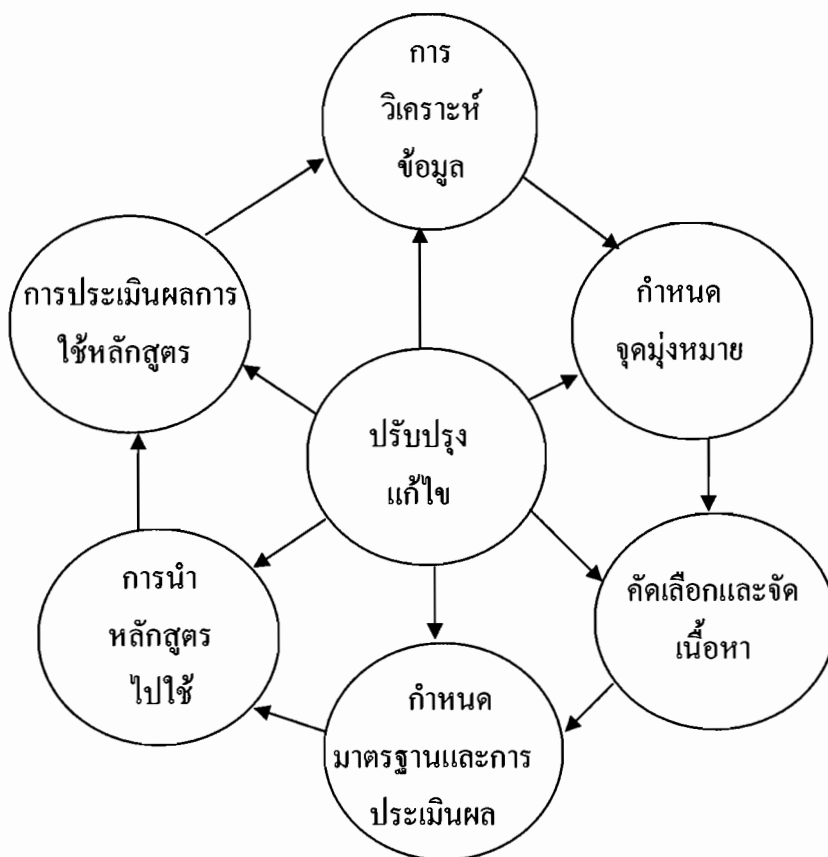 การ
วิเคราะห์
ข้อมูล
กำหนด
จุดมุ่งหมาย
คัดเลือกและจัด
เนื้อหา
กำหนด
มาตรฐานและการ
ประเมินผล
การนำ
หลักสูตร
ไปใช้
การประเมินผลการ
ใช้หลักสูตร
ปรับปรุง
แก้ไข